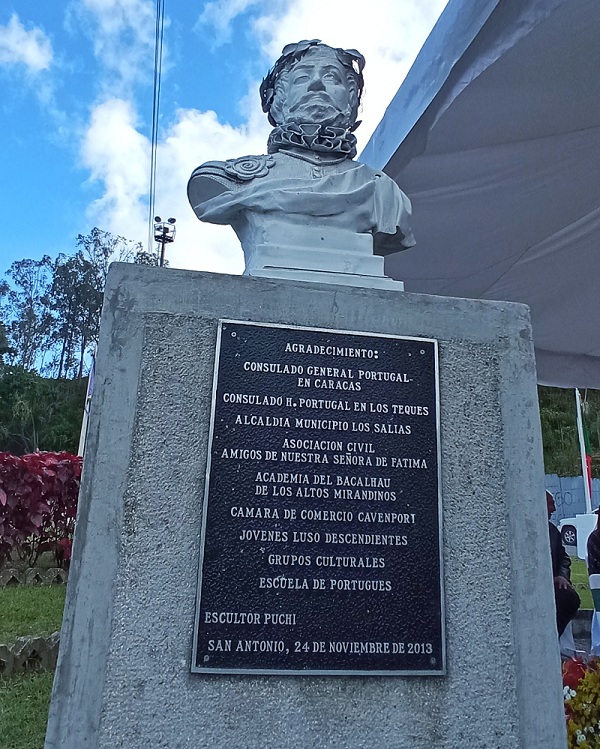 AGRADECIMIENTO:
CONSULADO GENERAL PORTUGAL
EN CARACAS
CONSULADO H. PORTUGAL EN LOS TEQUES
ALCALDIA MUNICIPIO LOS SALIAS
ASOCIACION CIVIL
AMIGOS DE NUESTRA SEÑORA DE FATIMA
ACADEMIA DEL BACALHAU
DE LOS ALTOS MIRANDINOS
CAMARA DE COMERCIO CAVENPORT
JOVENES LUSO DESCENDIENTES
GRUPOS CULTURALES
ESCUELA DE PORTUGUES
ESCULTOR PUCHI
SAN ANTONIO, 24 DE NOVIEMBRE DE 2013